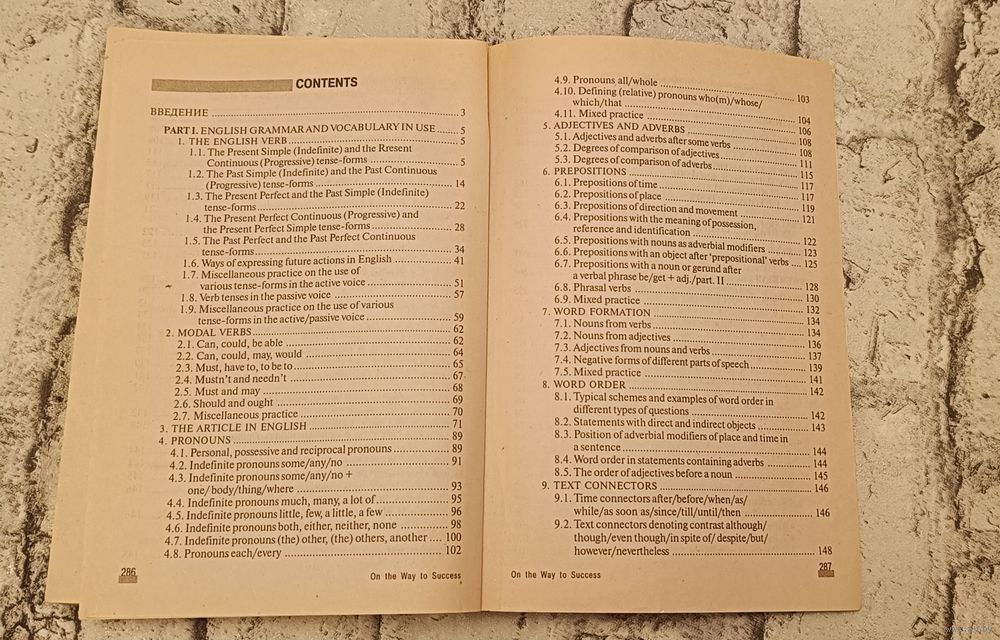 CONTENTS
ВВЕДЕНИЕ ........ 3
PART I. ENGLISH GRAMMAR AND VOCABULARY IN USE ........ 5
1. THE ENGLISH VERB ........ 5
1.1. The Present Simple (Indefinite) and the Rresent
Continuous (Progressive) tense-forms ........ 5
1.2. The Past Simple (Indefinite) and the Past Continuous
(Progressive) tense-forms ........ 14
1.3. The Present Perfect and the Past Simple (Indefinite)
tense-forms ........ 22
1.4. The Present Perfect Continuous (Progressive) and
the Present Perfect Simple tense-forms ........ 28
1.5. The Past Perfect and the Past Perfect Continuous
tense-forms ........ 34
1.6. Ways of expressing future actions in English ........ 41
1.7. Miscellaneous practice on the use of
various tense-forms in the active voice ........ 51
1.8. Verb tenses in the passive voice ........ 57
1.9. Miscellaneous practice on the use of various
tense-forms in the active/passive voice ........ 59
2. MODAL VERBS ........ 62
2.1. Can, could, be able ........ 62
2.2. Can, could, may, would ........ 64
2.3. Must, have to, to be to ........ 65
2.4. Mustn't and needn't ........ 67
2.5. Must and may ........ 68
2.6. Should and ought ........ 69
2.7. Miscellaneous practice ........ 70
3. THE ARTICLE IN ENGLISH ........ 71
4. PRONOUNS ........ 89
4.1. Personal, possessive and reciprocal pronouns ........ 89
4.2. Indefinite pronouns some/any/no ........ 91
4.3. Indefinite pronouns some/any/no +
one/body/thing/where ........ 93
4.4. Indefinite pronouns much, many, a lot of ........ 95
4.5. Indefinite pronouns little, few, a little, a few ........ 96
4.6. Indefinite pronouns both, either, neither, none ........ 98
4.7. Indefinite pronouns (the) other, (the) others, another .... 100
4.8. Pronouns each/every ........ 102
286
On the Way to Success
4.9. Pronouns all/whole ........ 103
4.10. Defining (relative) pronouns who(m)/whose/
which/that ........ 104
4.11. Mixed practice ........ 106
5. ADJECTIVES AND ADVERBS ........ 108
5.1. Adjectives and adverbs after some verbs ........ 108
5.2. Degrees of comparison of adjectives ........ 111
5.3. Degrees of comparison of adverbs ........ 115
6. PREPOSITIONS ........ 117
6.1. Prepositions of time ........ 117
6.2. Prepositions of place ........ 119
6.3. Prepositions of direction and movement ........ 121
6.4. Prepositions with the meaning of possession,
reference and identification ........ 122
6.5. Prepositions with nouns as adverbial modifiers ........ 123
6.6. Prepositions with an object after 'prepositional' verbs .... 125
6.7. Prepositions with a noun or gerund after
a verbal phrase be/get + adj./part. II ........ 128
6.8. Phrasal verbs ........ 130
6.9. Mixed practice ........ 132
7. WORD FORMATION ........ 134
7.1. Nouns from verbs ........ 134
7.2. Nouns from adjectives ........ 136
7.3. Adjectives from nouns and verbs ........ 137
7.4. Negative forms of different parts of speech ........ 139
7.5. Mixed practice ........ 141
8. WORD ORDER ........ 142
8.1. Typical schemes and examples of word order in
different types of questions ........ 142
8.2. Statements with direct and indirect objects ........ 143
8.3. Position of adverbial modifiers of place and time in
a sentence ........ 144
8.4. Word order in statements containing adverbs ........ 144
8.5. The order of adjectives before a noun ........ 145
9. TEXT CONNECTORS ........ 146
9.1. Time connectors after/before/when/as/
while/as soon as/since/till/until/then ........ 146
9.2. Text connectors denoting contrast although/
though/even though/in spite of/ despite/but/
however/nevertheless ........ 148
On the Way to Success
287